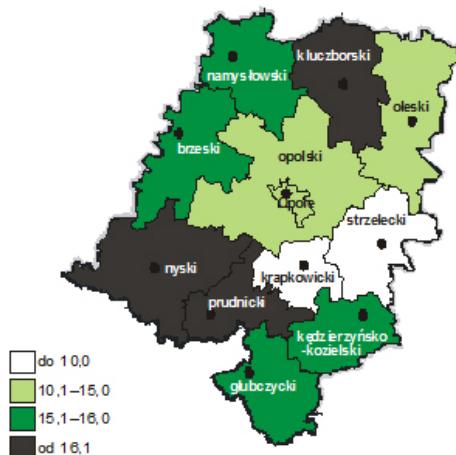 kluczborski
namysłowski
oleski
brzeski
opolski
Opole
strzelecki
nyski
krapkowicki
prudnicki
kędzierzyńsko
-kozielski
głubczycki
do 10,0
10,1–15,0
15,1–16,0
od 16,1